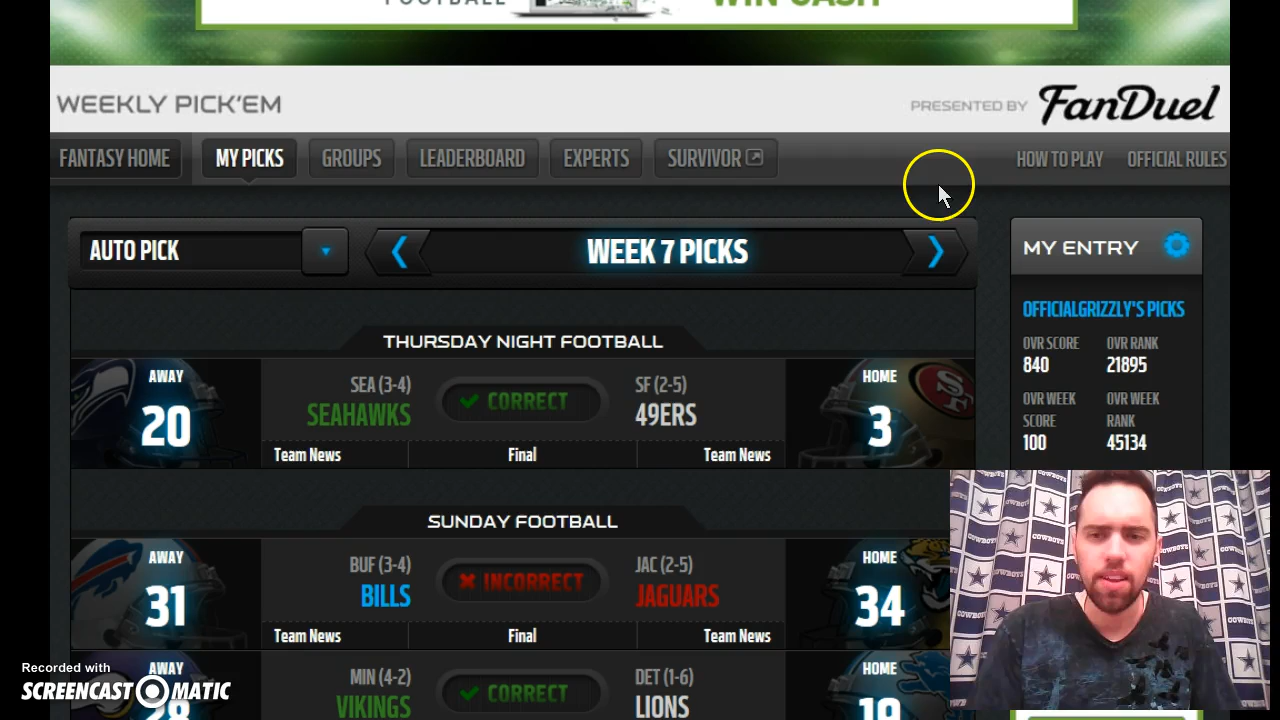 FOOTBALL
WIN CASH
WEEKLY PICK'EM
PRESENTED BY FanDuel
FANTASY HOME MY PICKS GROUPS LEADERBOARD EXPERTS SURVIVOR HOW TO PLAY OFFICIAL RULES
AUTO PICK
WEEK 7 PICKS
THURSDAY NIGHT FOOTBALL
AWAY
20
SEA (3-4)
SEAHAWKS
CORRECT
SF (2-5)
49ERS
HOME
3
Team News Final Team News
SUNDAY FOOTBALL
AWAY
31
BUF (3-4)
BILLS
INCORRECT
JAC (2-5)
JAGUARS
HOME
34
Team News Final Team News
AWAY
28
MIN (4-2)
VIKINGS
CORRECT
DET (1-6)
LIONS
HOME
19
MY ENTRY
OFFICIALGRIZZLY'S PICKS
OVR SCORE
840
OVR RANK
21895
OVR WEEK
SCORE
100
OVR WEEK
RANK
45134
COWBOYS
Recorded with
SCREENCAST-O-MATIC